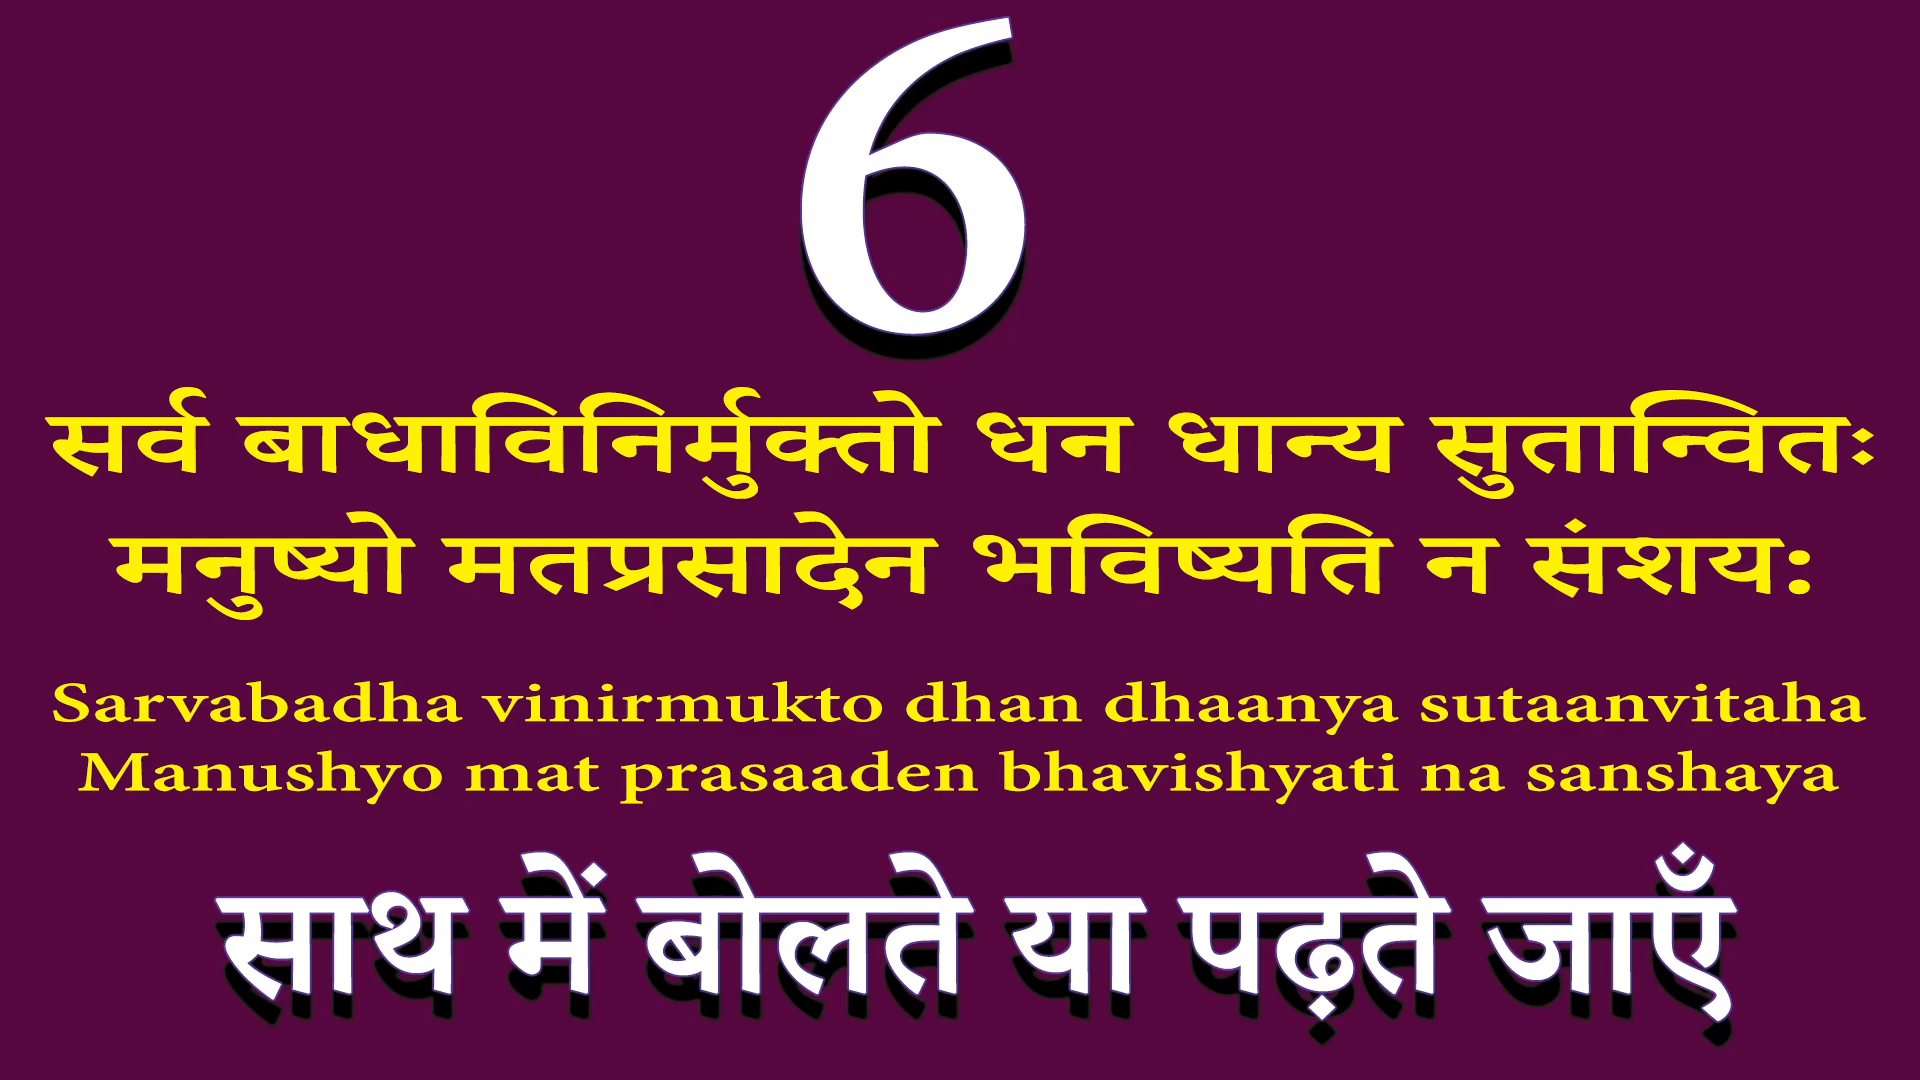 6
सर्व बाधाविनिर्मुक्तो धन धान्य सुतान्वितः
मनुष्यो मतप्रसादेन भविष्यति न संशय:
Sarvabadha vinirmukto dhan dhaanya sutaanvitaha
Manushyo mat prasaaden bhavishyati na sanshaya
साथ में बोलते या पढ़ते जाएँ